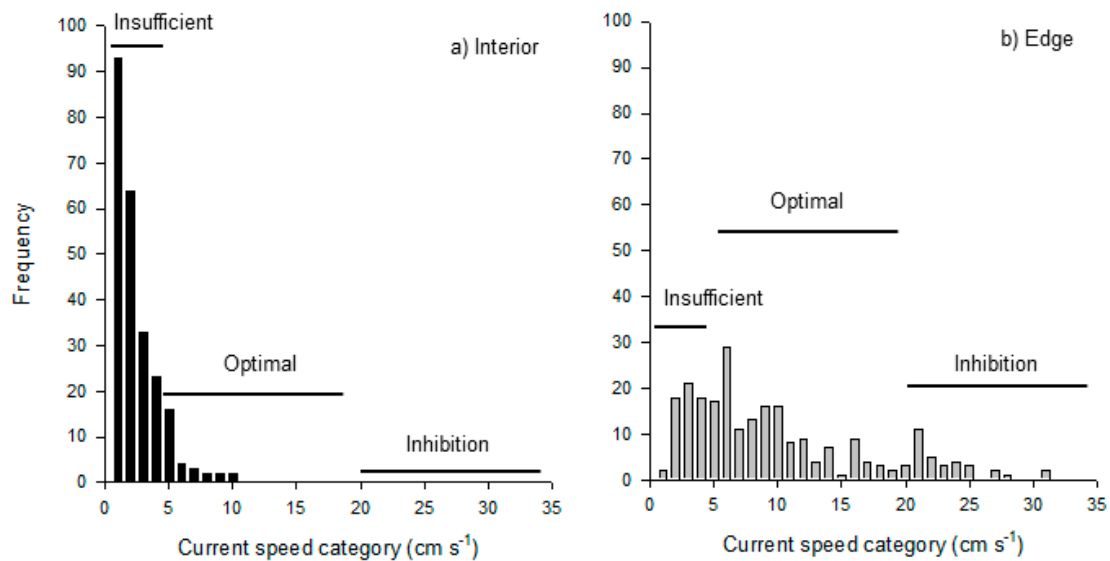 Insufficient
a) Interior
Optimal
Inhibition
Frequency
100
90
80
70
60
50
40
30
20
10
0
0 5 10 15 20 25 30 35
Current speed category (cm s⁻¹)
b) Edge
Optimal
Insufficient
Inhibition
100
90
80
70
60
50
40
30
20
10
0
0 5 10 15 20 25 30 35
Current speed category (cm s⁻¹)